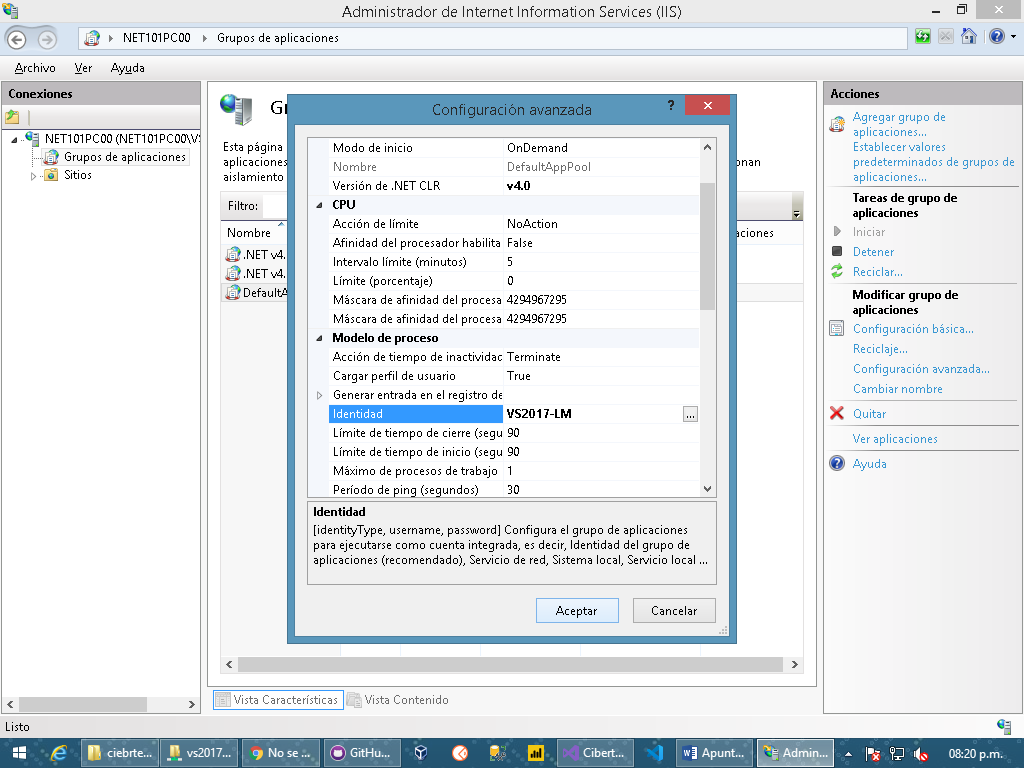 Administrador de Internet Information Services (IIS)
NET101PC00
Grupos de aplicaciones
Archivo
Ver
Ayuda
Conexiones
NET101PC00 (NET101PC00\VS
Grupos de aplicaciones
Sitios
Esta página
aplicaciones
aislamiento
onan
Filtro:
Nombre
aciones
.NET v4.
.NET v4.
DefaultA
Configuración avanzada
Modo de inicio OnDemand
Nombre DefaultAppPool
Versión de .NET CLR v4.0
CPU
Acción de límite NoAction
Afinidad del procesador habilita False
Intervalo límite (minutos) 5
Límite (porcentaje) 0
Máscara de afinidad del procesa 4294967295
Máscara de afinidad del procesa 4294967295
Modelo de proceso
Acción de tiempo de inactividad Terminate
Cargar perfil de usuario True
Generar entrada en el registro de
Identidad VS2017-LM ...
Límite de tiempo de cierre (segu 90
Límite de tiempo de inicio (segu 90
Máximo de procesos de trabajo 1
Período de ping (segundos) 30
Identidad
[identityType, username, password] Configura el grupo de aplicaciones
para ejecutarse como cuenta integrada, es decir, Identidad del grupo de
aplicaciones (recomendado), Servicio de red, Sistema local, Servicio local ...
Aceptar
Cancelar
Vista Características
Vista Contenido
Acciones
Agregar grupo de
aplicaciones...
Establecer valores
predeterminados de grupos de
aplicaciones...
Tareas de grupo de
aplicaciones
Iniciar
Detener
Reciclar...
Modificar grupo de
aplicaciones
Configuración básica...
Reciclaje...
Configuración avanzada...
Cambiar nombre
Quitar
Ver aplicaciones
Ayuda
Listo
ciebrte...
vs2017...
No se ...
GitHu...
Cibert...
Apunt...
Admin...
08:20 p.m.